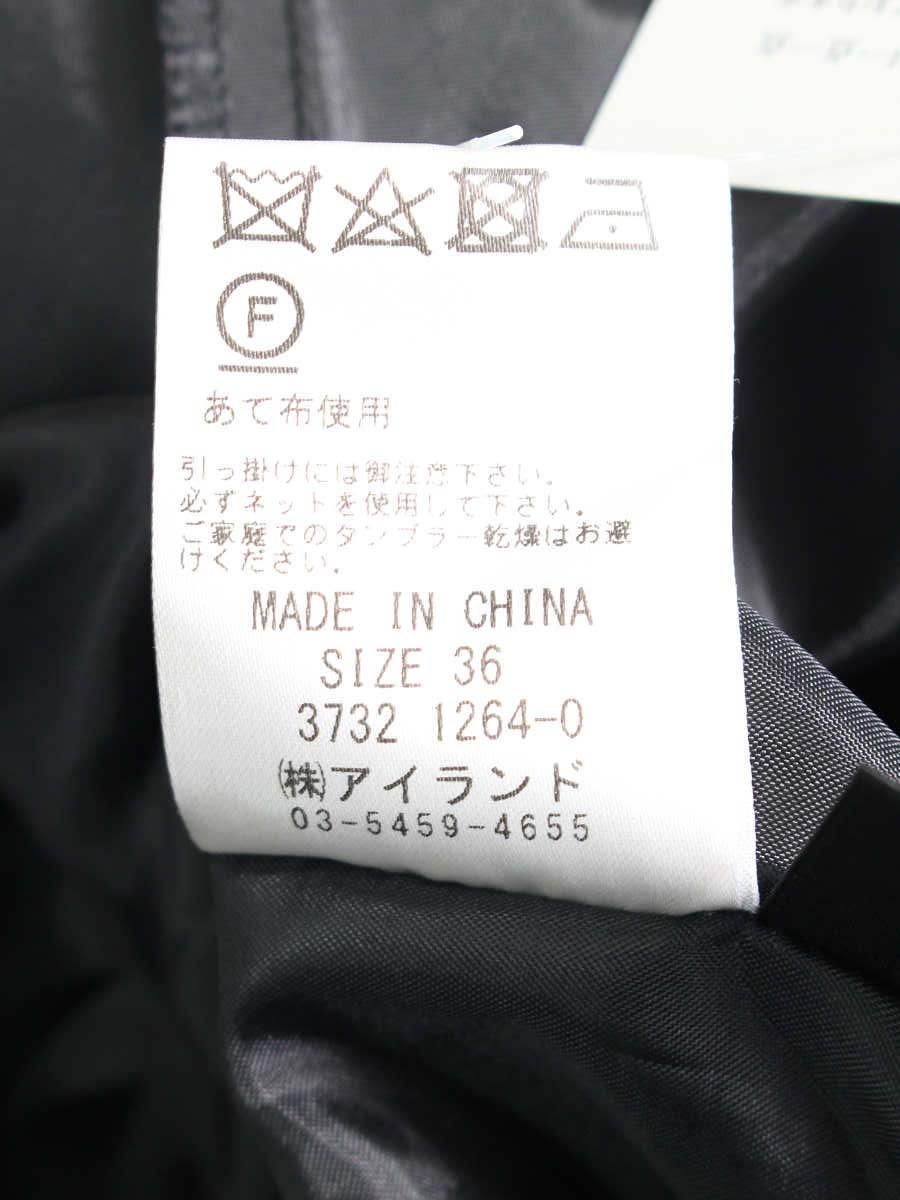 F
あて布使用
引っ掛けには御注意下さい.
必ずネットを使用して下さい.
ご家庭でのタンブラー乾燥はお避
けください.
MADE IN CHINA
SIZE 36
3732 1264-0
㈱アイランド
03-5459-4655